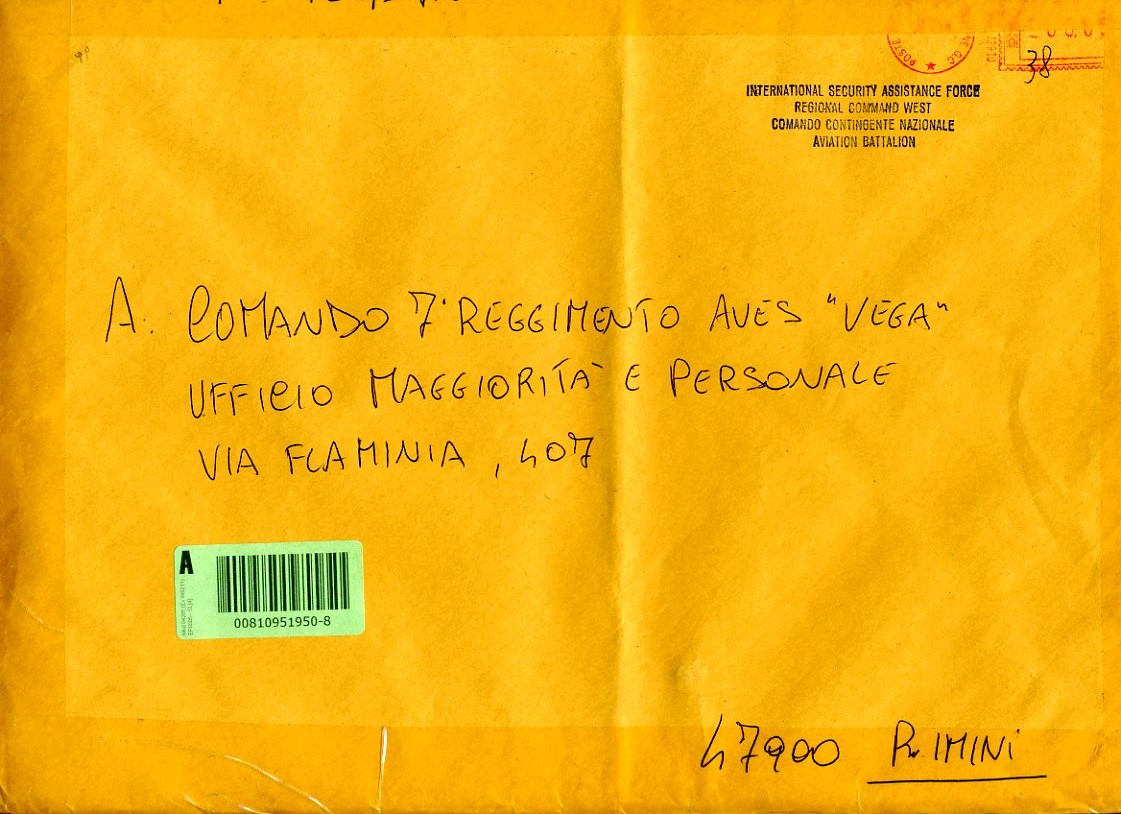 38
INTERNATIONAL SECURITY ASSISTANCE FORCE
REGIONAL COMMAND WEST
COMANDO CONTINGENTE NAZIONALE
AVIATION BATTALION
A: COMANDO 7° REGGIMENTO AVES "VEGA"
UFFICIO MAGGIORITÀ E PERSONALE
VIA FLAMINIA, 407
A
00810951950-8
47900 RIMINI